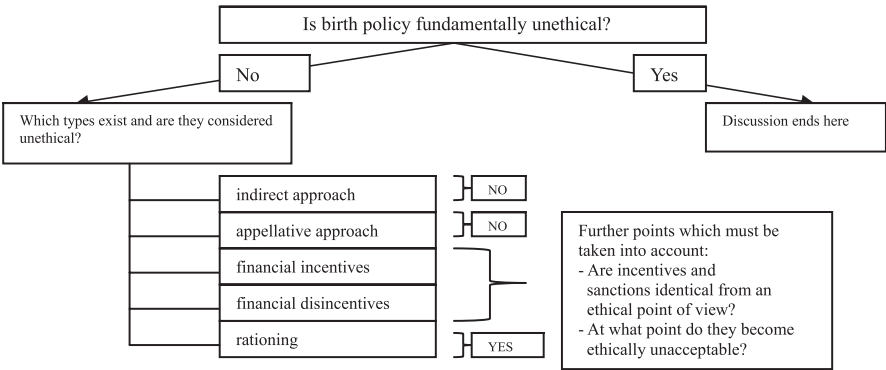 Is birth policy fundamentally unethical?
No
Yes
Which types exist and are they considered
unethical?
Discussion ends here
indirect approach
NO
appellative approach
NO
financial incentives
financial disincentives
rationing
YES
Further points which must be
taken into account:
- Are incentives and
sanctions identical from an
ethical point of view?
- At what point do they become
ethically unacceptable?